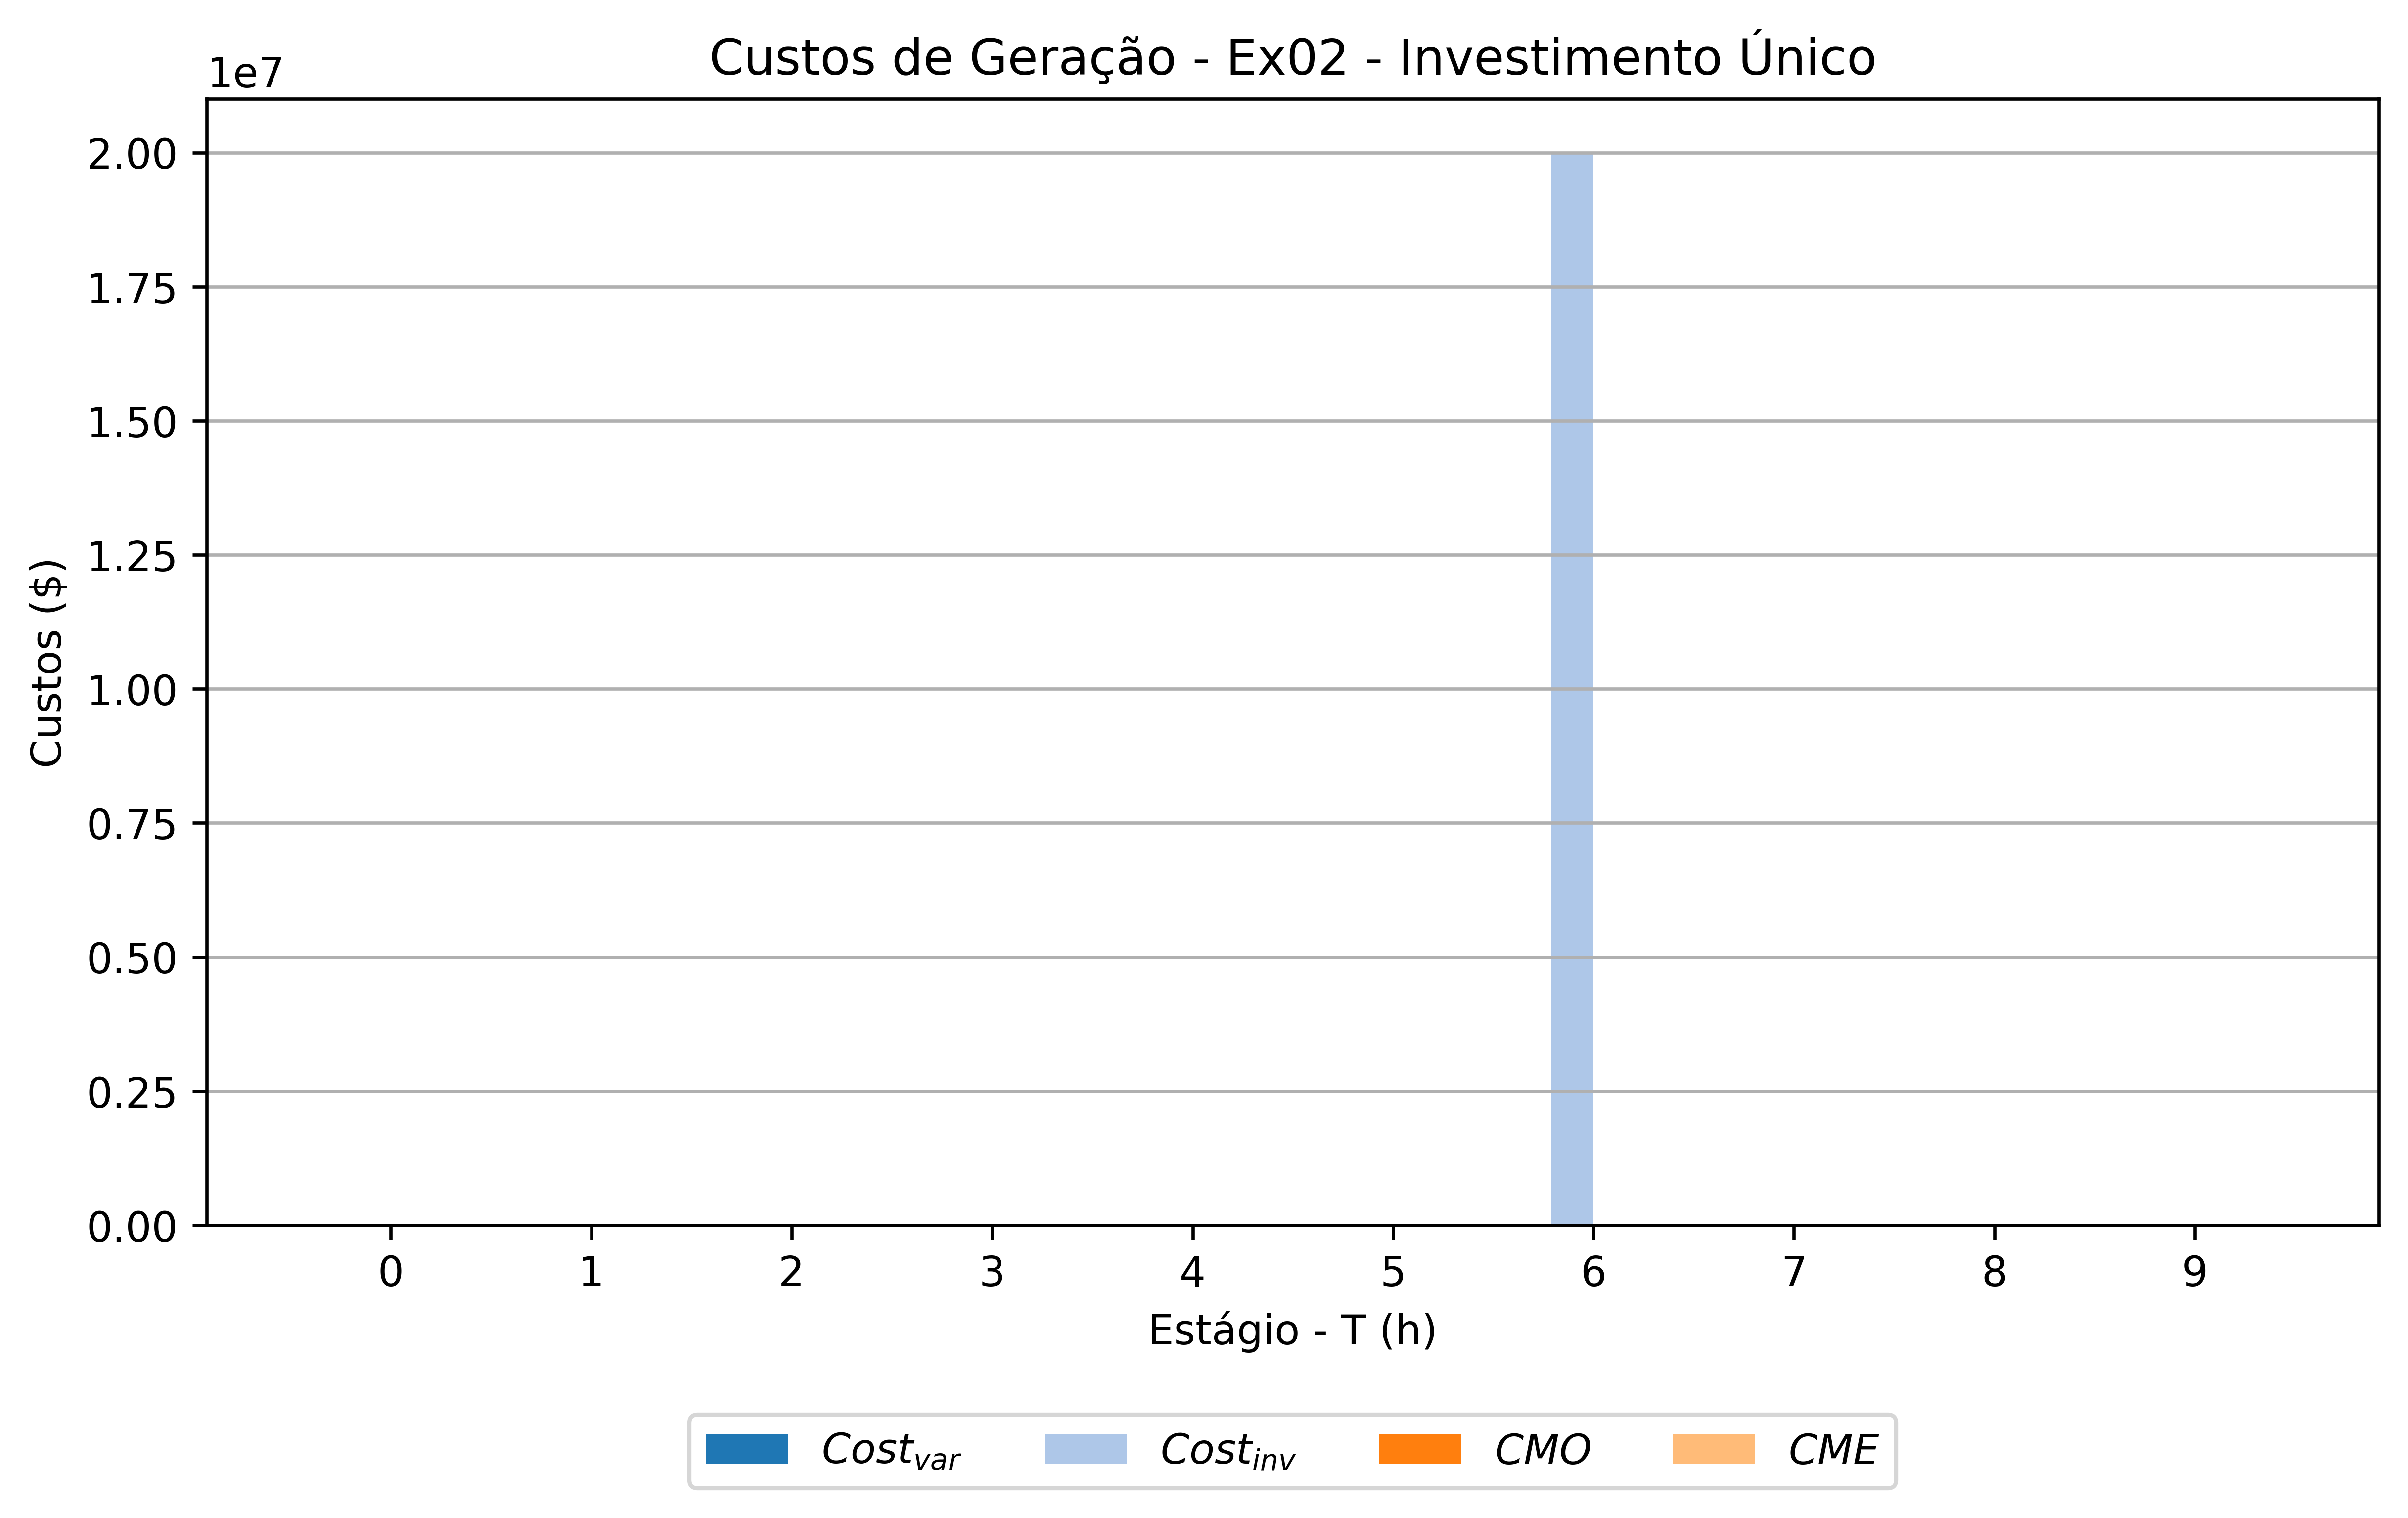 Custos de Geração - Ex02 - Investimento Único
1e7
2.00
1.75
1.50
1.25
1.00
0.75
0.50
0.25
0.00
Custos ($)
0 1 2 3 4 5 6 7 8 9
Estágio - T (h)
Cost_var Cost_inv CMO CME